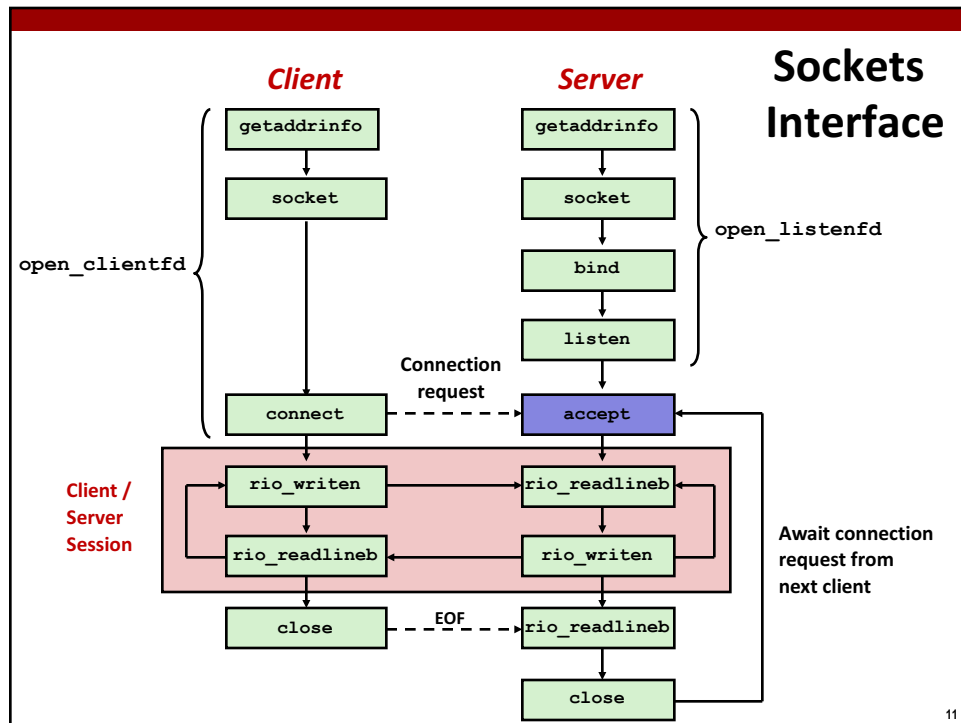 Sockets
Interface
Client
Server
getaddrinfo
getaddrinfo
socket
socket
open_clientfd
open_listenfd
bind
listen
Connection
request
connect
accept
Client /
Server
Session
rio_writen
rio_readlineb
rio_readlineb
rio_writen
Await connection
request from
next client
close
EOF
rio_readlineb
close
11